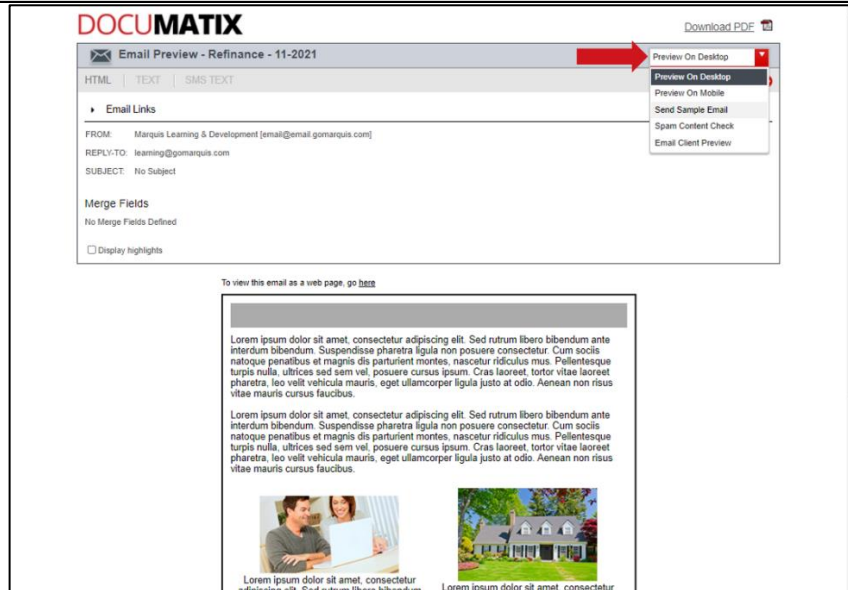 DOCUMATIX
Download PDF
Email Preview - Refinance - 11-2021
Preview On Desktop
HTML | TEXT | SMS TEXT
Preview On Desktop
Preview On Mobile
Send Sample Email
Spam Content Check
Email Client Preview
Email Links
FROM: Marquis Learning & Development [email@email.gomarquis.com]
REPLY-TO: learning@gomarquis.com
SUBJECT: No Subject
Merge Fields
No Merge Fields Defined
Display highlights
To view this email as a web page, go here
Lorem ipsum dolor sit amet, consectetur adipiscing elit. Sed rutrum libero bibendum ante
interdum bibendum. Suspendisse pharetra ligula non posuere consectetur. Cum sociis
natoque penatibus et magnis dis parturient montes, nascetur ridiculus mus. Pellentesque
turpis nulla, ultrices sed sem vel, posuere cursus ipsum. Cras laoreet, tortor vitae laoreet
pharetra, leo velit vehicula mauris, eget ullamcorper ligula justo at odio. Aenean non risus
vitae mauris cursus faucibus.
Lorem ipsum dolor sit amet, consectetur adipiscing elit. Sed rutrum libero bibendum ante
interdum bibendum. Suspendisse pharetra ligula non posuere consectetur. Cum sociis
natoque penatibus et magnis dis parturient montes, nascetur ridiculus mus. Pellentesque
turpis nulla, ultrices sed sem vel, posuere cursus ipsum. Cras laoreet, tortor vitae laoreet
pharetra, leo velit vehicula mauris, eget ullamcorper ligula justo at odio. Aenean non risus
vitae mauris cursus faucibus.
Lorem ipsum dolor sit amet, consectetur
adipiscing elit. Sed rutrum libero bibendum
Lorem ipsum dolor sit amet, consectetur